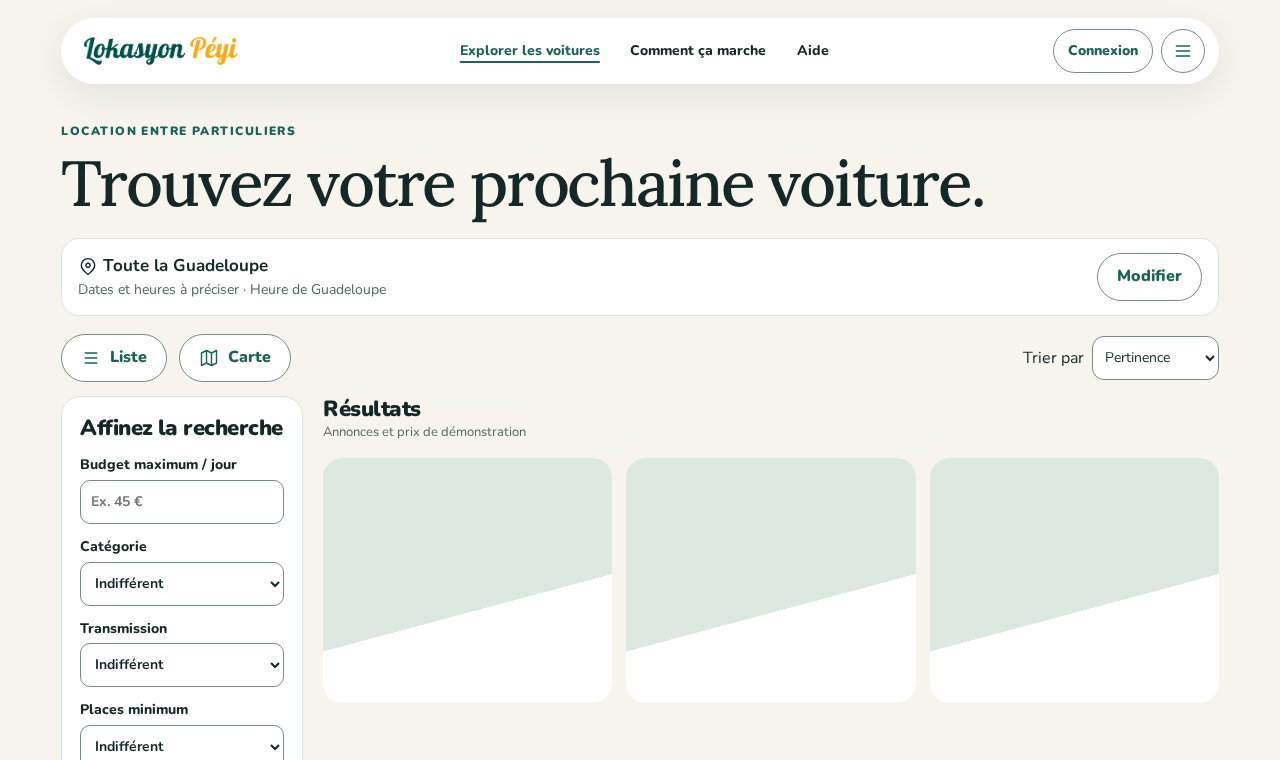 Lokasyon Péyi
Explorer les voitures
Comment ça marche
Aide
Connexion
LOCATION ENTRE PARTICULIERS
Trouvez votre prochaine voiture.
Toute la Guadeloupe
Dates et heures à préciser · Heure de Guadeloupe
Modifier
Liste
Carte
Trier par
Pertinence
Affinez la recherche
Budget maximum / jour
Ex. 45 €
Catégorie
Indifférent
Transmission
Indifférent
Places minimum
Indifférent
Résultats
Annonces et prix de démonstration